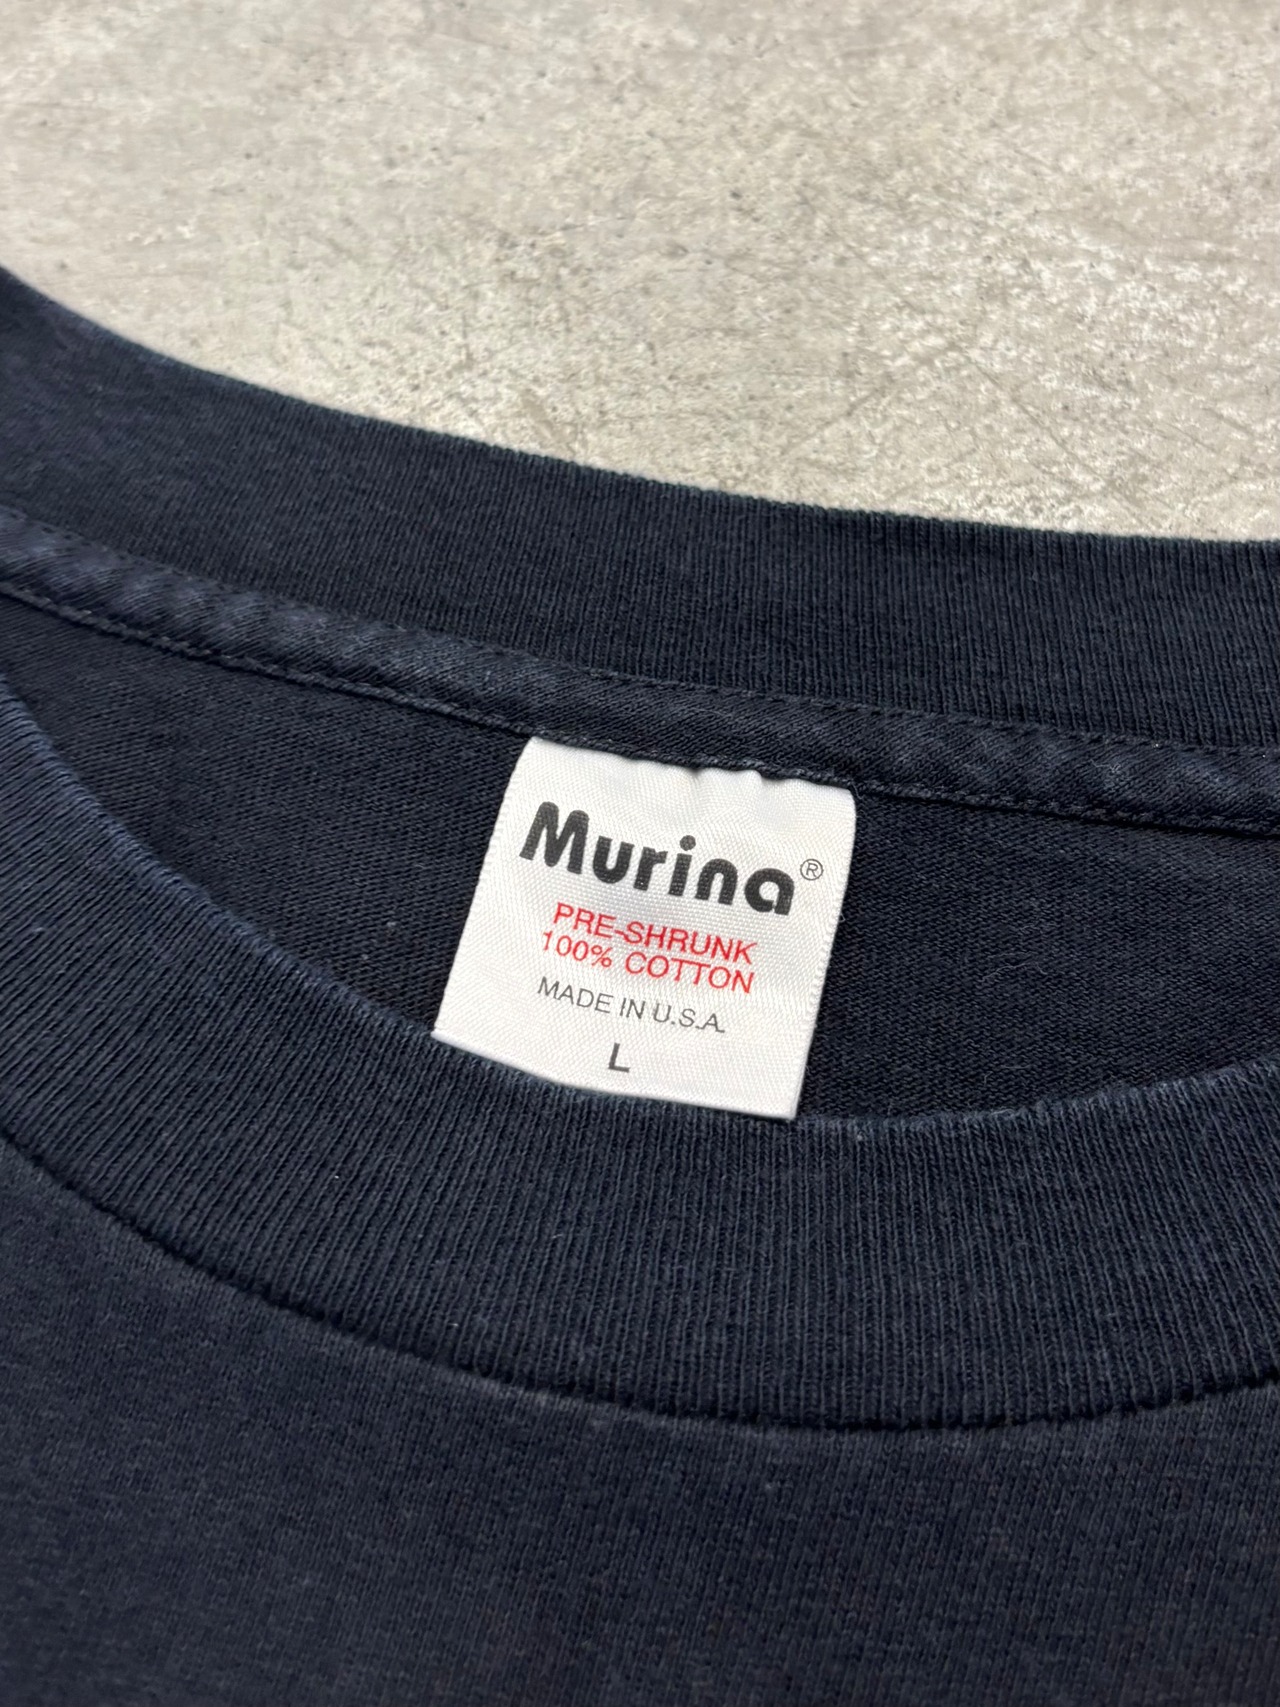 Murina®
PRE-SHRUNK
100% COTTON
MADE IN U.S.A.
L